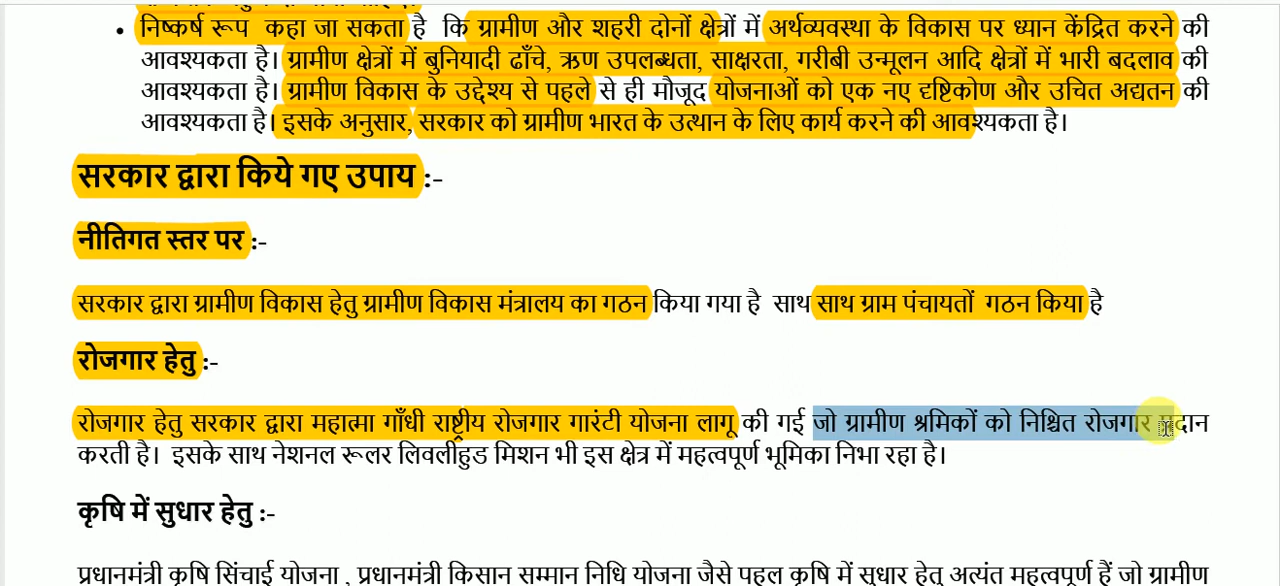 • निष्कर्ष रूप कहा जा सकता है कि ग्रामीण और शहरी दोनों क्षेत्रों में अर्थव्यवस्था के विकास पर ध्यान केंद्रित करने की
आवश्यकता है। ग्रामीण क्षेत्रों में बुनियादी ढाँचे, ऋण उपलब्धता, साक्षरता, गरीबी उन्मूलन आदि क्षेत्रों में भारी बदलाव की
आवश्यकता है। ग्रामीण विकास के उद्देश्य से पहले से ही मौजूद योजनाओं को एक नए दृष्टिकोण और उचित अद्यतन की
आवश्यकता है। इसके अनुसार, सरकार को ग्रामीण भारत के उत्थान के लिए कार्य करने की आवश्यकता है।
सरकार द्वारा किये गए उपाय :-
नीतिगत स्तर पर :-
सरकार द्वारा ग्रामीण विकास हेतु ग्रामीण विकास मंत्रालय का गठन किया गया है साथ साथ ग्राम पंचायतों गठन किया है
रोजगार हेतु :-
रोजगार हेतु सरकार द्वारा महात्मा गाँधी राष्ट्रीय रोजगार गारंटी योजना लागू की गई जो ग्रामीण श्रमिकों को निश्चित रोजगार प्रदान
करती है। इसके साथ नेशनल रूलर लिवलीहुड मिशन भी इस क्षेत्र में महत्वपूर्ण भूमिका निभा रहा है।
कृषि में सुधार हेतु :-
प्रधानमंत्री कृषि सिंचाई योजना , प्रधानमंत्री किसान सम्मान निधि योजना जैसे पहल कृषि में सुधार हेतु अत्यंत महत्वपूर्ण हैं जो ग्रामीण